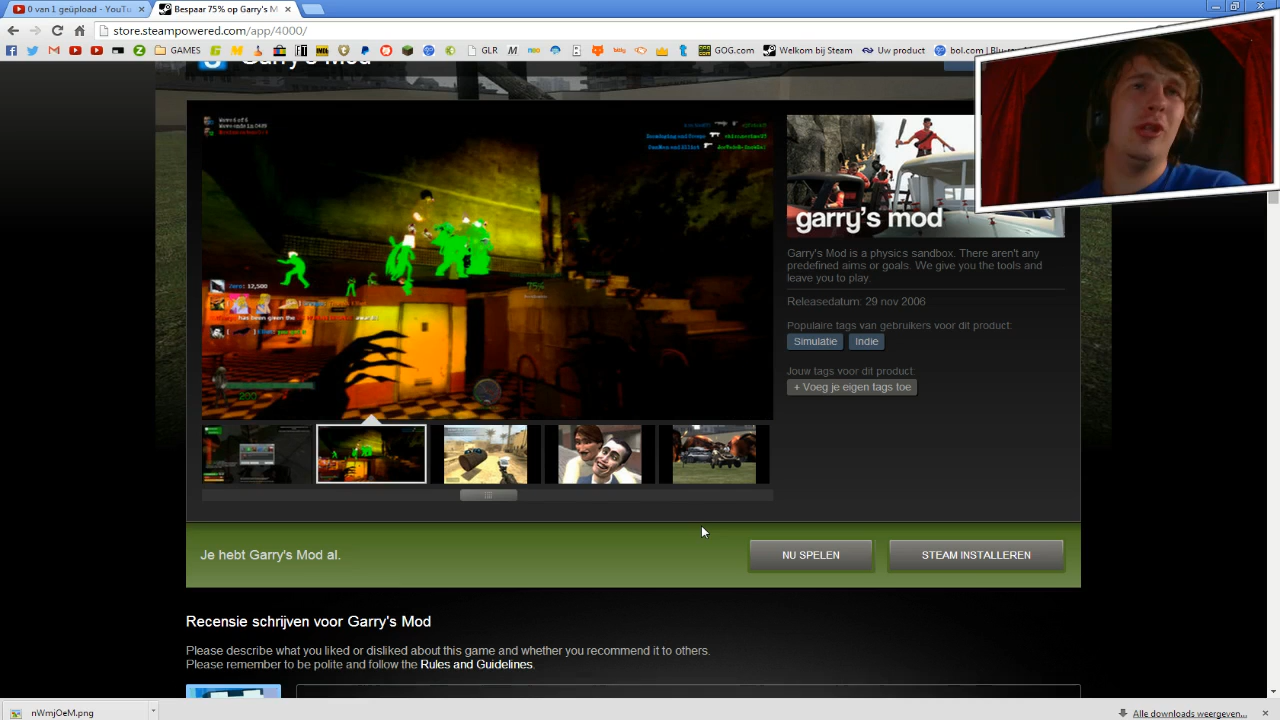 0 van 1 geüpload - YouTu
Bespaar 75% op Garry's M
store.steampowered.com/app/4000/
GAMES
GLR
GOG.com
Welkom bij Steam
Uw product
Garry's Mod
garry's mod
Garry's Mod is a physics sandbox. There aren't any
predefined aims or goals. We give you the tools and
leave you to play.
Releasedatum: 29 nov 2006
Populaire tags van gebruikers voor dit product:
Simulatie
Indie
Jouw tags voor dit product:
+ Voeg je eigen tags toe
75%
200
Je hebt Garry's Mod al.
NU SPELEN
STEAM INSTALLEREN
Recensie schrijven voor Garry's Mod
Please describe what you liked or disliked about this game and whether you recommend it to others.
Please remember to be polite and follow the Rules and Guidelines.
nWmjOeM.png
Alle downloads weergeven...